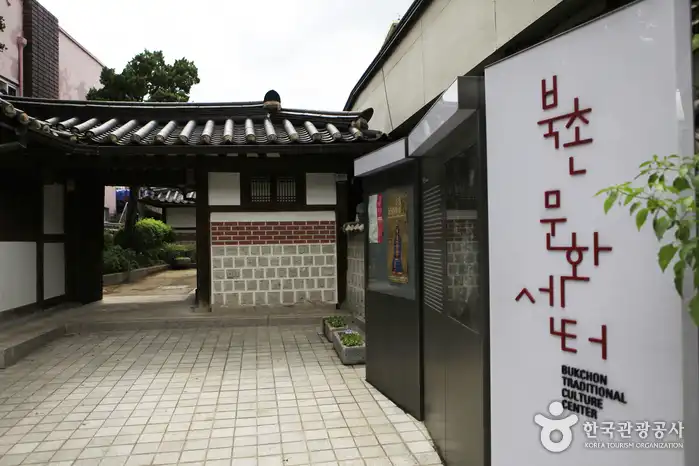 북촌
문화
센터
BUKCHON
TRADITIONAL
CULTURE
CENTER
한국관광공사
KOREA TOURISM ORGANIZATION